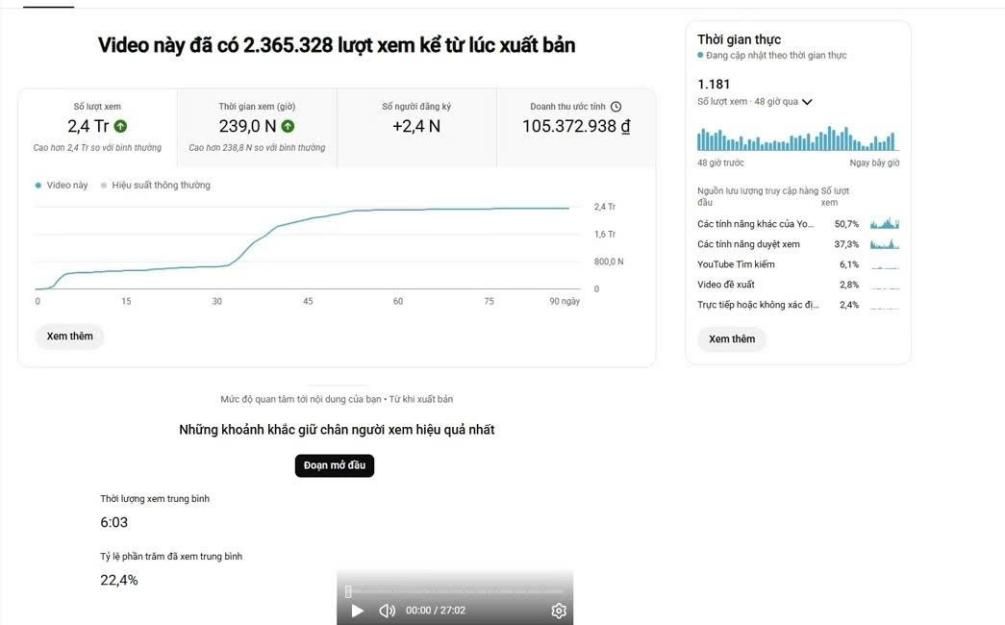 Video này đã có 2.365.328 lượt xem kể từ lúc xuất bản
Số lượt xem
2,4 Tr
Cao hơn 2,4 Tr so với bình thường
Thời gian xem (giờ)
239,0 N
Cao hơn 238,8 N so với bình thường
Số người đăng ký
+2,4 N
Doanh thu ước tính
105.372.938 ₫
Video này
Hiệu suất thông thường
2,4 Tr
1,6 Tr
800,0 N
0
0
15
30
45
60
75
90 ngày
Xem thêm
Mức độ quan tâm tới nội dung của bạn • Từ khi xuất bản
Những khoảnh khắc giữ chân người xem hiệu quả nhất
Đoạn mở đầu
Thời lượng xem trung bình
6:03
Tỷ lệ phần trăm đã xem trung bình
22,4%
00:00 / 27:02
Thời gian thực
Đang cập nhật theo thời gian thực
1.181
Số lượt xem · 48 giờ qua
48 giờ trước
Ngay bây giờ
Nguồn lưu lượng truy cập hàng đầu
Số lượt xem
Các tính năng khác của Yo... 50,7%
Các tính năng duyệt xem 37,3%
YouTube Tìm kiếm 6,1%
Video đề xuất 2,8%
Trực tiếp hoặc không xác đị... 2,4%
Xem thêm